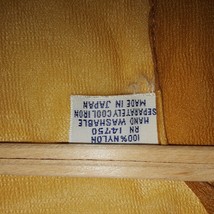 100% NYLON
RN 14750
HAND WASHABLE
SEPARATELY COOL IRON
MADE IN JAPAN